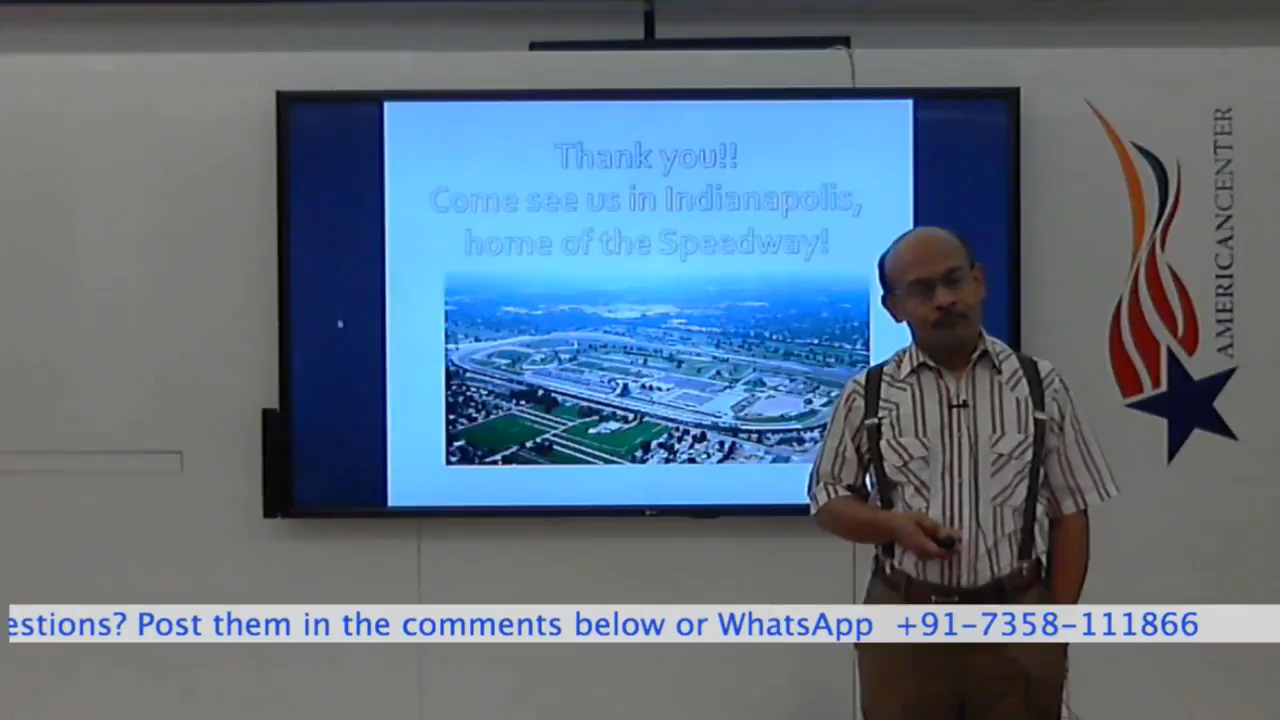 Thank you!!
Come see us in Indianapolis,
home of the Speedway!
AMERICANCENTER
estions? Post them in the comments below or WhatsApp +91-7358-111866